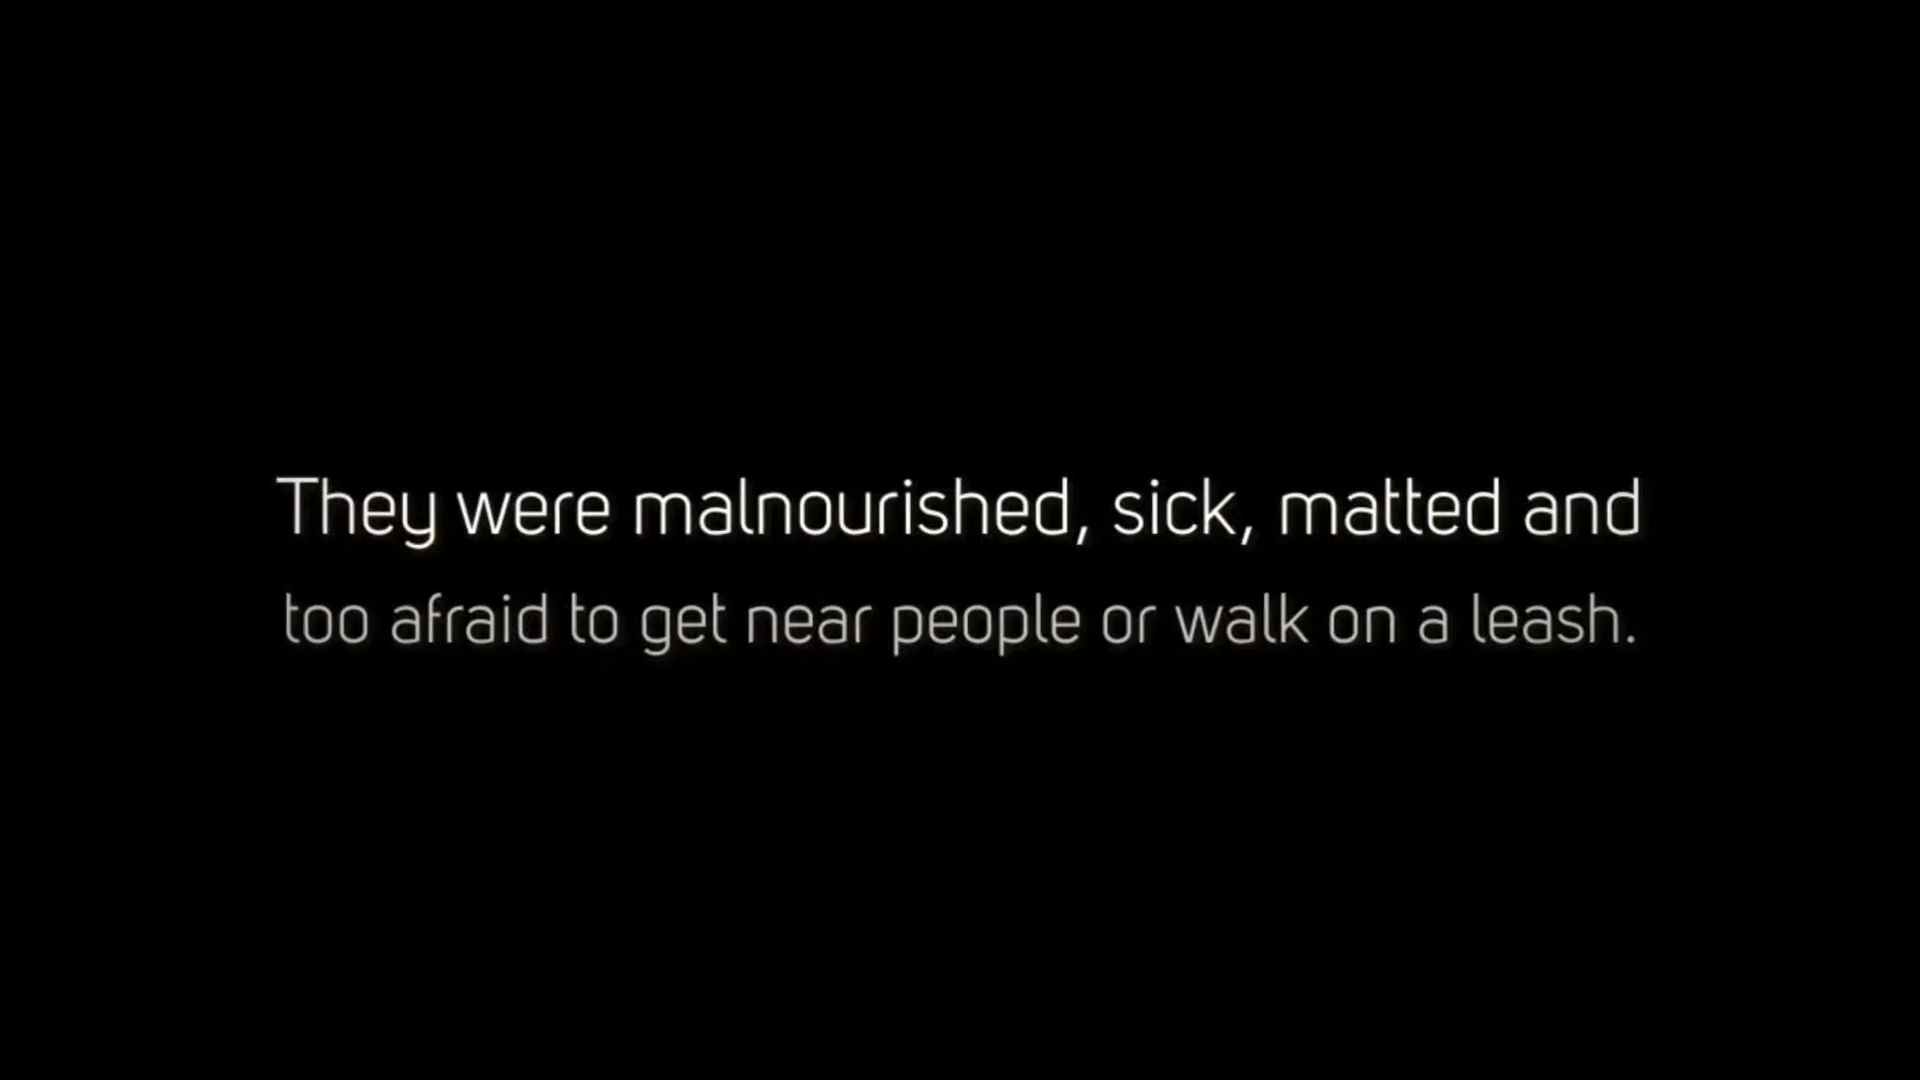 They were malnourished, sick, matted and
too afraid to get near people or walk on a leash.